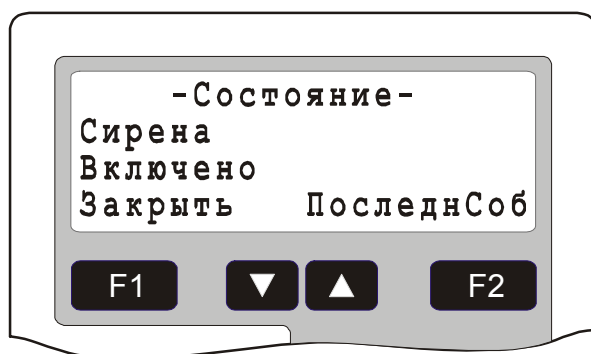 -Состояние-
Сирена
Включено
Закрыть ПоследнСоб
F1 F2